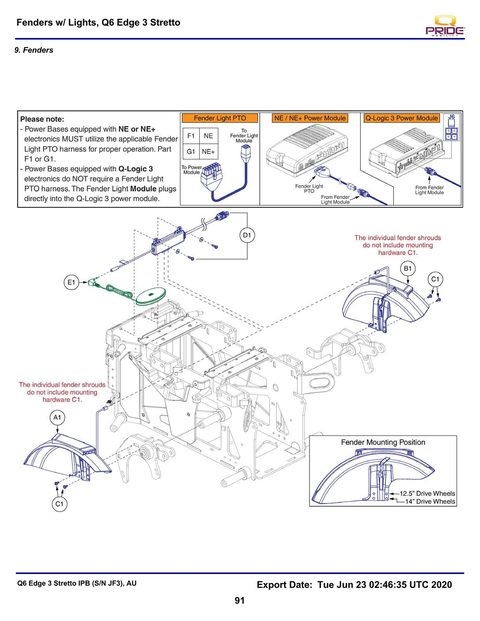 Fenders w/ Lights, Q6 Edge 3 Stretto
PRIDE
9. Fenders
Please note:
- Power Bases equipped with NE or NE+
electronics MUST utilize the applicable Fender
Light PTO harness for proper operation. Part
F1 or G1.
- Power Bases equipped with Q-Logic 3
electronics do NOT require a Fender Light
PTO harness. The Fender Light Module plugs
directly into the Q-Logic 3 power module.
Fender Light PTO
F1 NE
G1 NE+
To
Fender Light
Module
To Power
Module
NE / NE+ Power Module
Fender Light
PTO
From Fender
Light Module
Q-Logic 3 Power Module
From Fender
Light Module
D1
E1
The individual fender shrouds
do not include mounting
hardware C1.
B1
C1
The individual fender shrouds
do not include mounting
hardware C1.
A1
C1
Fender Mounting Position
12.5" Drive Wheels
14" Drive Wheels
Q6 Edge 3 Stretto IPB (S/N JF3), AU
Export Date: Tue Jun 23 02:46:35 UTC 2020
91